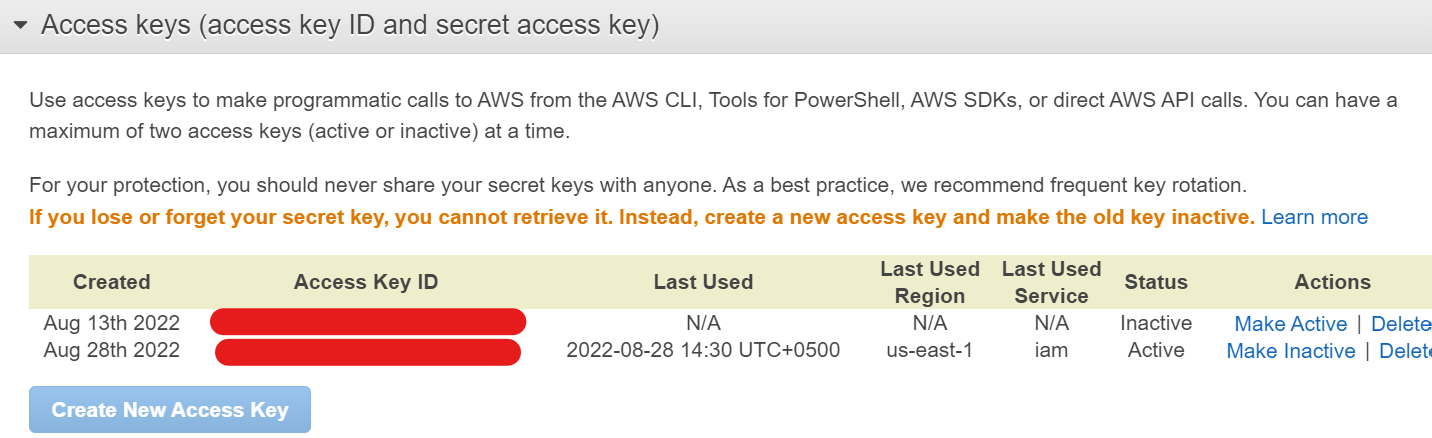 Access keys (access key ID and secret access key)
Use access keys to make programmatic calls to AWS from the AWS CLI, Tools for PowerShell, AWS SDKs, or direct AWS API calls. You can have a
maximum of two access keys (active or inactive) at a time.
For your protection, you should never share your secret keys with anyone. As a best practice, we recommend frequent key rotation.
If you lose or forget your secret key, you cannot retrieve it. Instead, create a new access key and make the old key inactive. Learn more
Created Access Key ID Last Used Last Used Region Last Used Service Status Actions
Aug 13th 2022 N/A N/A N/A Inactive Make Active | Delete
Aug 28th 2022 2022-08-28 14:30 UTC+0500 us-east-1 iam Active Make Inactive | Delete
Create New Access Key